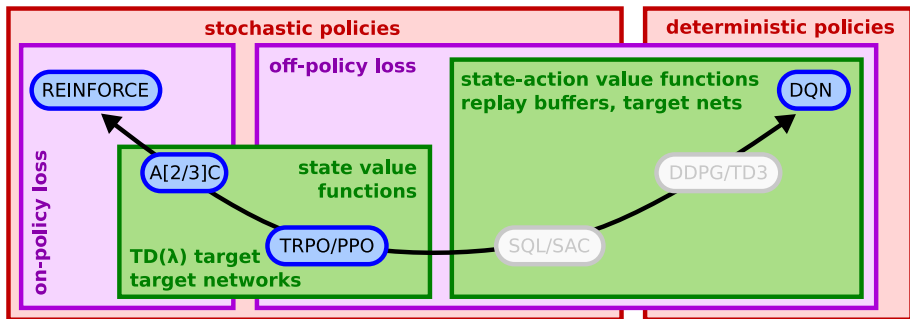 stochastic policies
deterministic policies
off-policy loss
state-action value functions
replay buffers, target nets
REINFORCE
DQN
on-policy loss
A[2/3]C
state value
functions
DDPG/TD3
TRPO/PPO
SQL/SAC
TD(λ) target
target networks